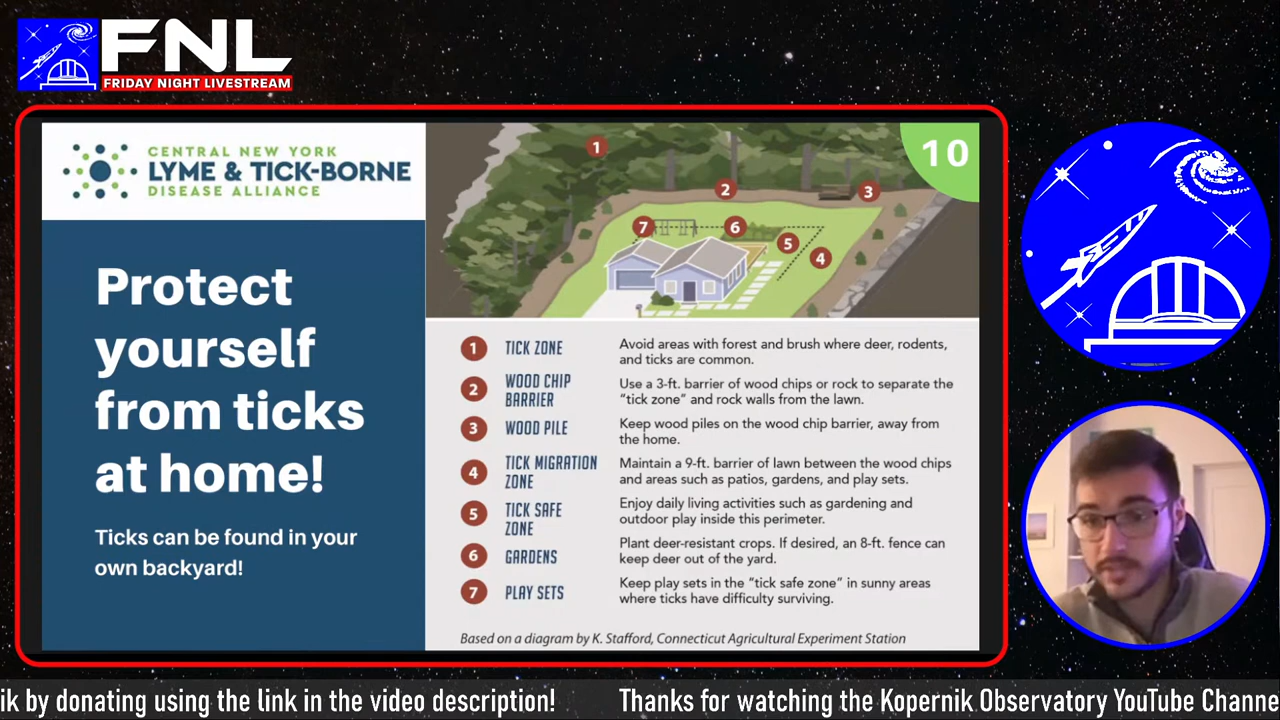 FNL
FRIDAY NIGHT LIVESTREAM
CENTRAL NEW YORK
LYME & TICK-BORNE
DISEASE ALLIANCE
Protect
yourself
from ticks
at home!
Ticks can be found in your
own backyard!
10
1
2
3
7
6
5
4
1 TICK ZONE Avoid areas with forest and brush where deer, rodents,
and ticks are common.
2 WOOD CHIP
BARRIER Use a 3-ft. barrier of wood chips or rock to separate the
“tick zone” and rock walls from the lawn.
3 WOOD PILE Keep wood piles on the wood chip barrier, away from
the home.
4 TICK MIGRATION
ZONE Maintain a 9-ft. barrier of lawn between the wood chips
and areas such as patios, gardens, and play sets.
5 TICK SAFE
ZONE Enjoy daily living activities such as gardening and
outdoor play inside this perimeter.
6 GARDENS Plant deer-resistant crops. If desired, an 8-ft. fence can
keep deer out of the yard.
7 PLAY SETS Keep play sets in the “tick safe zone” in sunny areas
where ticks have difficulty surviving.
Based on a diagram by K. Stafford, Connecticut Agricultural Experiment Station
ik by donating using the link in the video description! Thanks for watching the Kopernik Observatory YouTube Channe